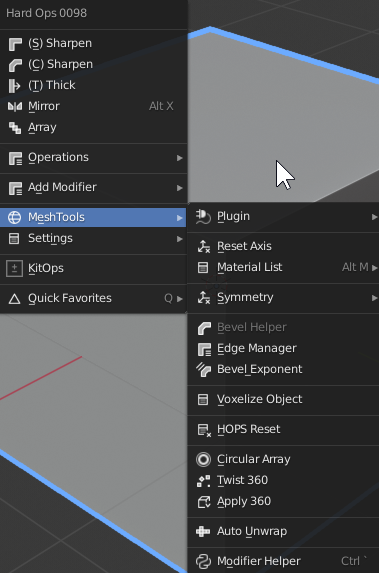 Hard Ops 0098
(S) Sharpen
(C) Sharpen
(T) Thick
Mirror Alt X
Array
Operations
Add Modifier
MeshTools
Settings
KitOps
Quick Favorites Q
Plugin
Reset Axis
Material List Alt M
Symmetry
Bevel Helper
Edge Manager
Bevel_Exponent
Voxelize Object
HOPS Reset
Circular Array
Twist 360
Apply 360
Auto Unwrap
Modifier Helper Ctrl `